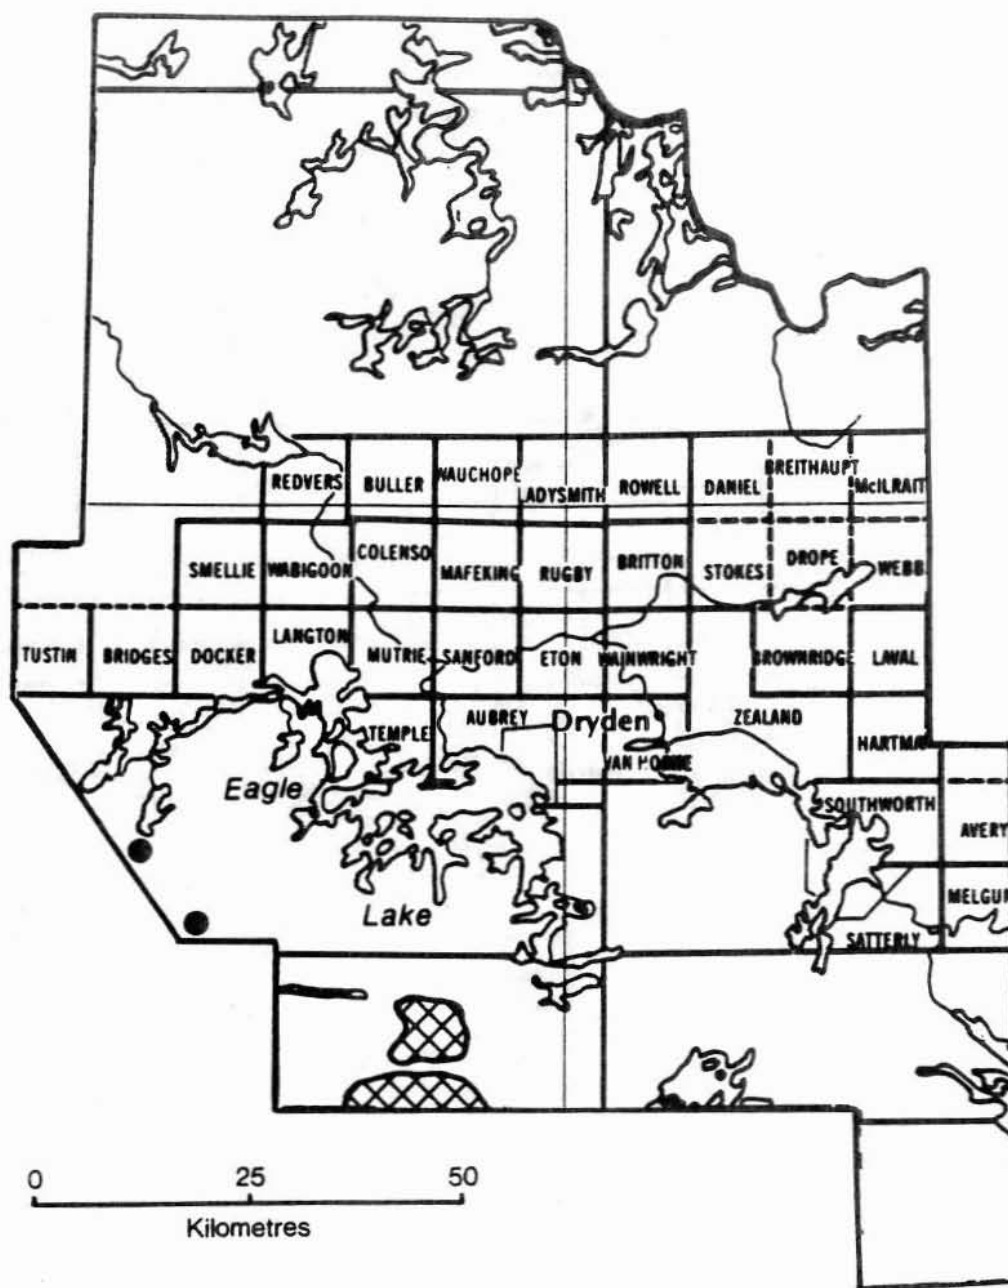 BREITHAUPT
WAUCHOPE
REDVERS BULLER LADYSMITH ROWELL DANIEL McILRAIT
COLENSO DROPE
SMELLIE WABIGOON MAFEKING RUGBY BRITTON STOKES WEBB
LANGTON
TUSTIN BRIDGES DOCKER MUTRIE SANFORD ETON WAINWRIGHT BROWNRIDGE LAVAL
AUBREY Dryden ZEALAND
TEMPLE HARTMA
VAN HORNE
Eagle SOUTHWORTH
AVERY
MELGUN
Lake
SATTERLY
0 25 50
Kilometres